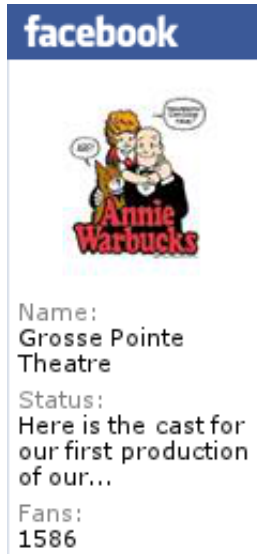 facebook
Annie
Warbucks
Name:
Grosse Pointe
Theatre
Status:
Here is the cast for
our first production
of our...
Fans:
1586